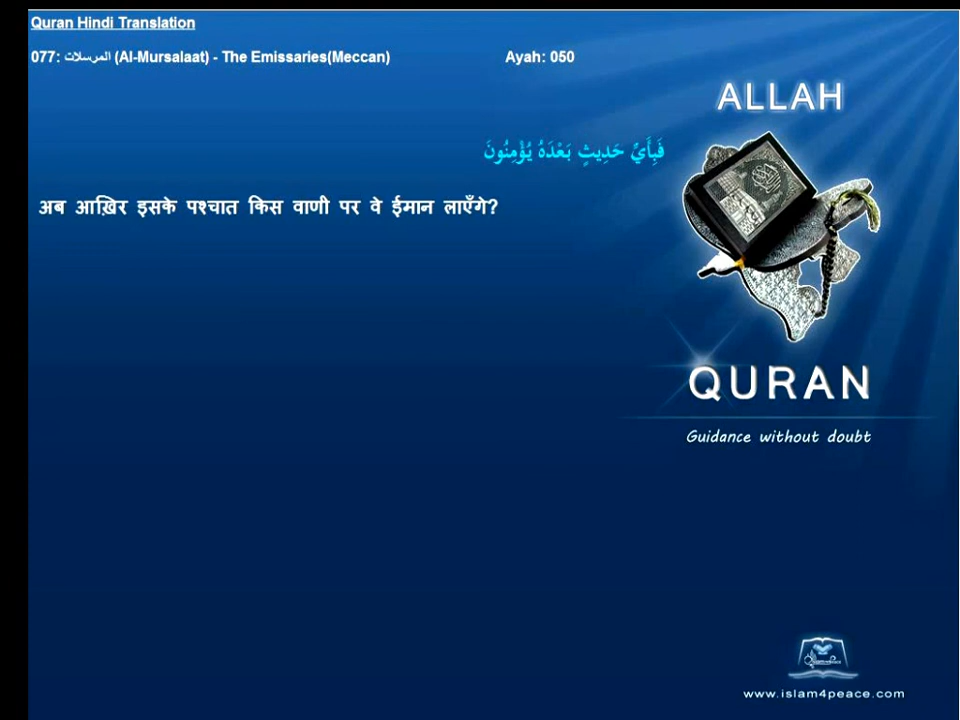 Quran Hindi Translation
077: المرسلات (Al-Mursalaat) - The Emissaries(Meccan) Ayah: 050
ALLAH
فَبِأَيِّ حَدِيثٍ بَعْدَهُ يُؤْمِنُونَ
अब आख़िर इसके पश्चात किस वाणी पर वे ईमान लाएँगे?
QURAN
Guidance without doubt
www.islam4peace.com